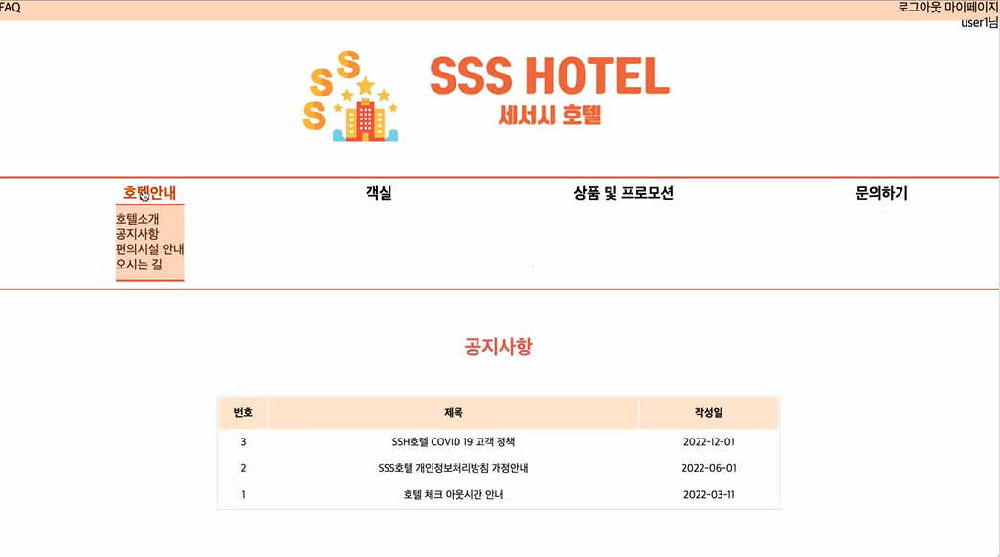 FAQ
로그아웃 마이페이지
user1님
S S S
SSS HOTEL
세서시 호텔
호텔안내 객실 상품 및 프로모션 문의하기
호텔소개
공지사항
편의시설 안내
오시는 길
공지사항
번호 제목 작성일
3 SSH호텔 COVID 19 고객 정책 2022-12-01
2 SSS호텔 개인정보처리방침 개정안내 2022-06-01
1 호텔 체크 아웃시간 안내 2022-03-11